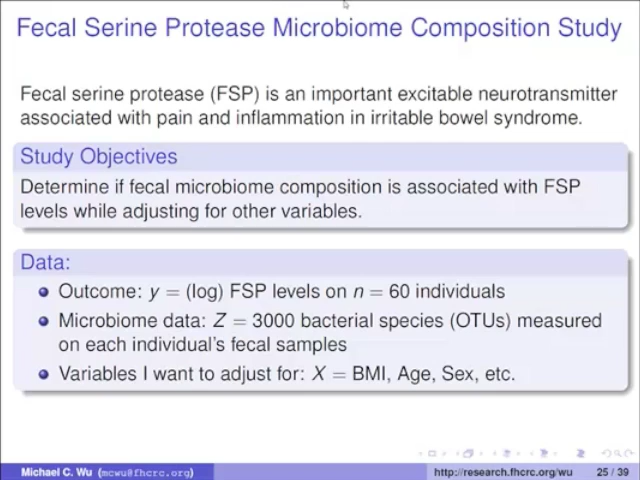 Fecal Serine Protease Microbiome Composition Study
Fecal serine protease (FSP) is an important excitable neurotransmitter
associated with pain and inflammation in irritable bowel syndrome.
Study Objectives
Determine if fecal microbiome composition is associated with FSP
levels while adjusting for other variables.
Data:
Outcome: y = (log) FSP levels on n = 60 individuals
Microbiome data: Z = 3000 bacterial species (OTUs) measured
on each individual's fecal samples
Variables I want to adjust for: X = BMI, Age, Sex, etc.
Michael C. Wu (mcwu@fhcrc.org) http://research.fhcrc.org/wu 25 / 39